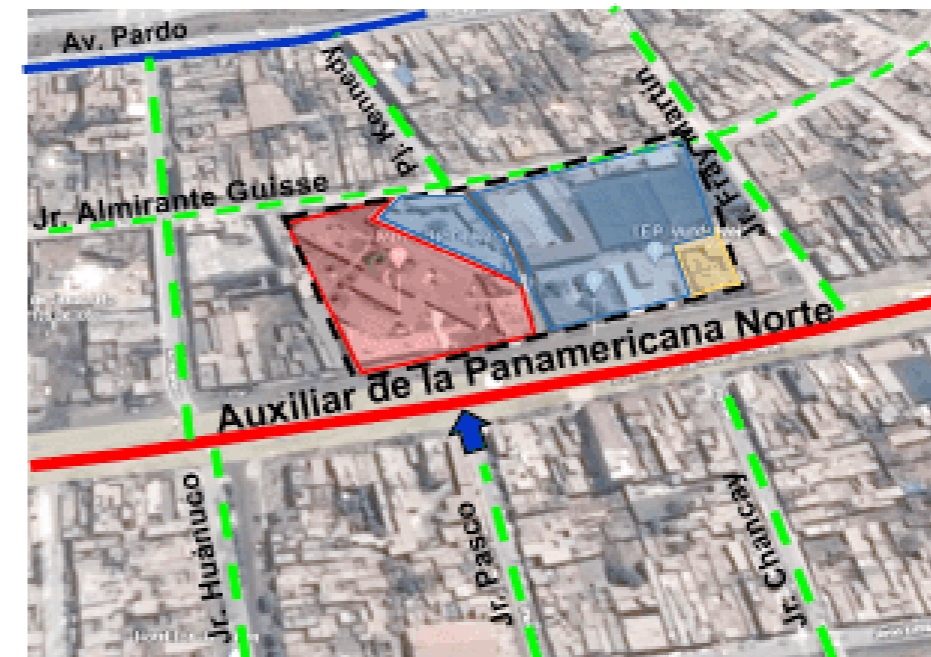 Av. Pardo
Pj. Kennedy
Jr. Fray Martin
Jr. Almirante Guisse
Auxiliar de la Panamericana Norte
Jr. Huánuco
Jr. Pasco
Jr. Chancay